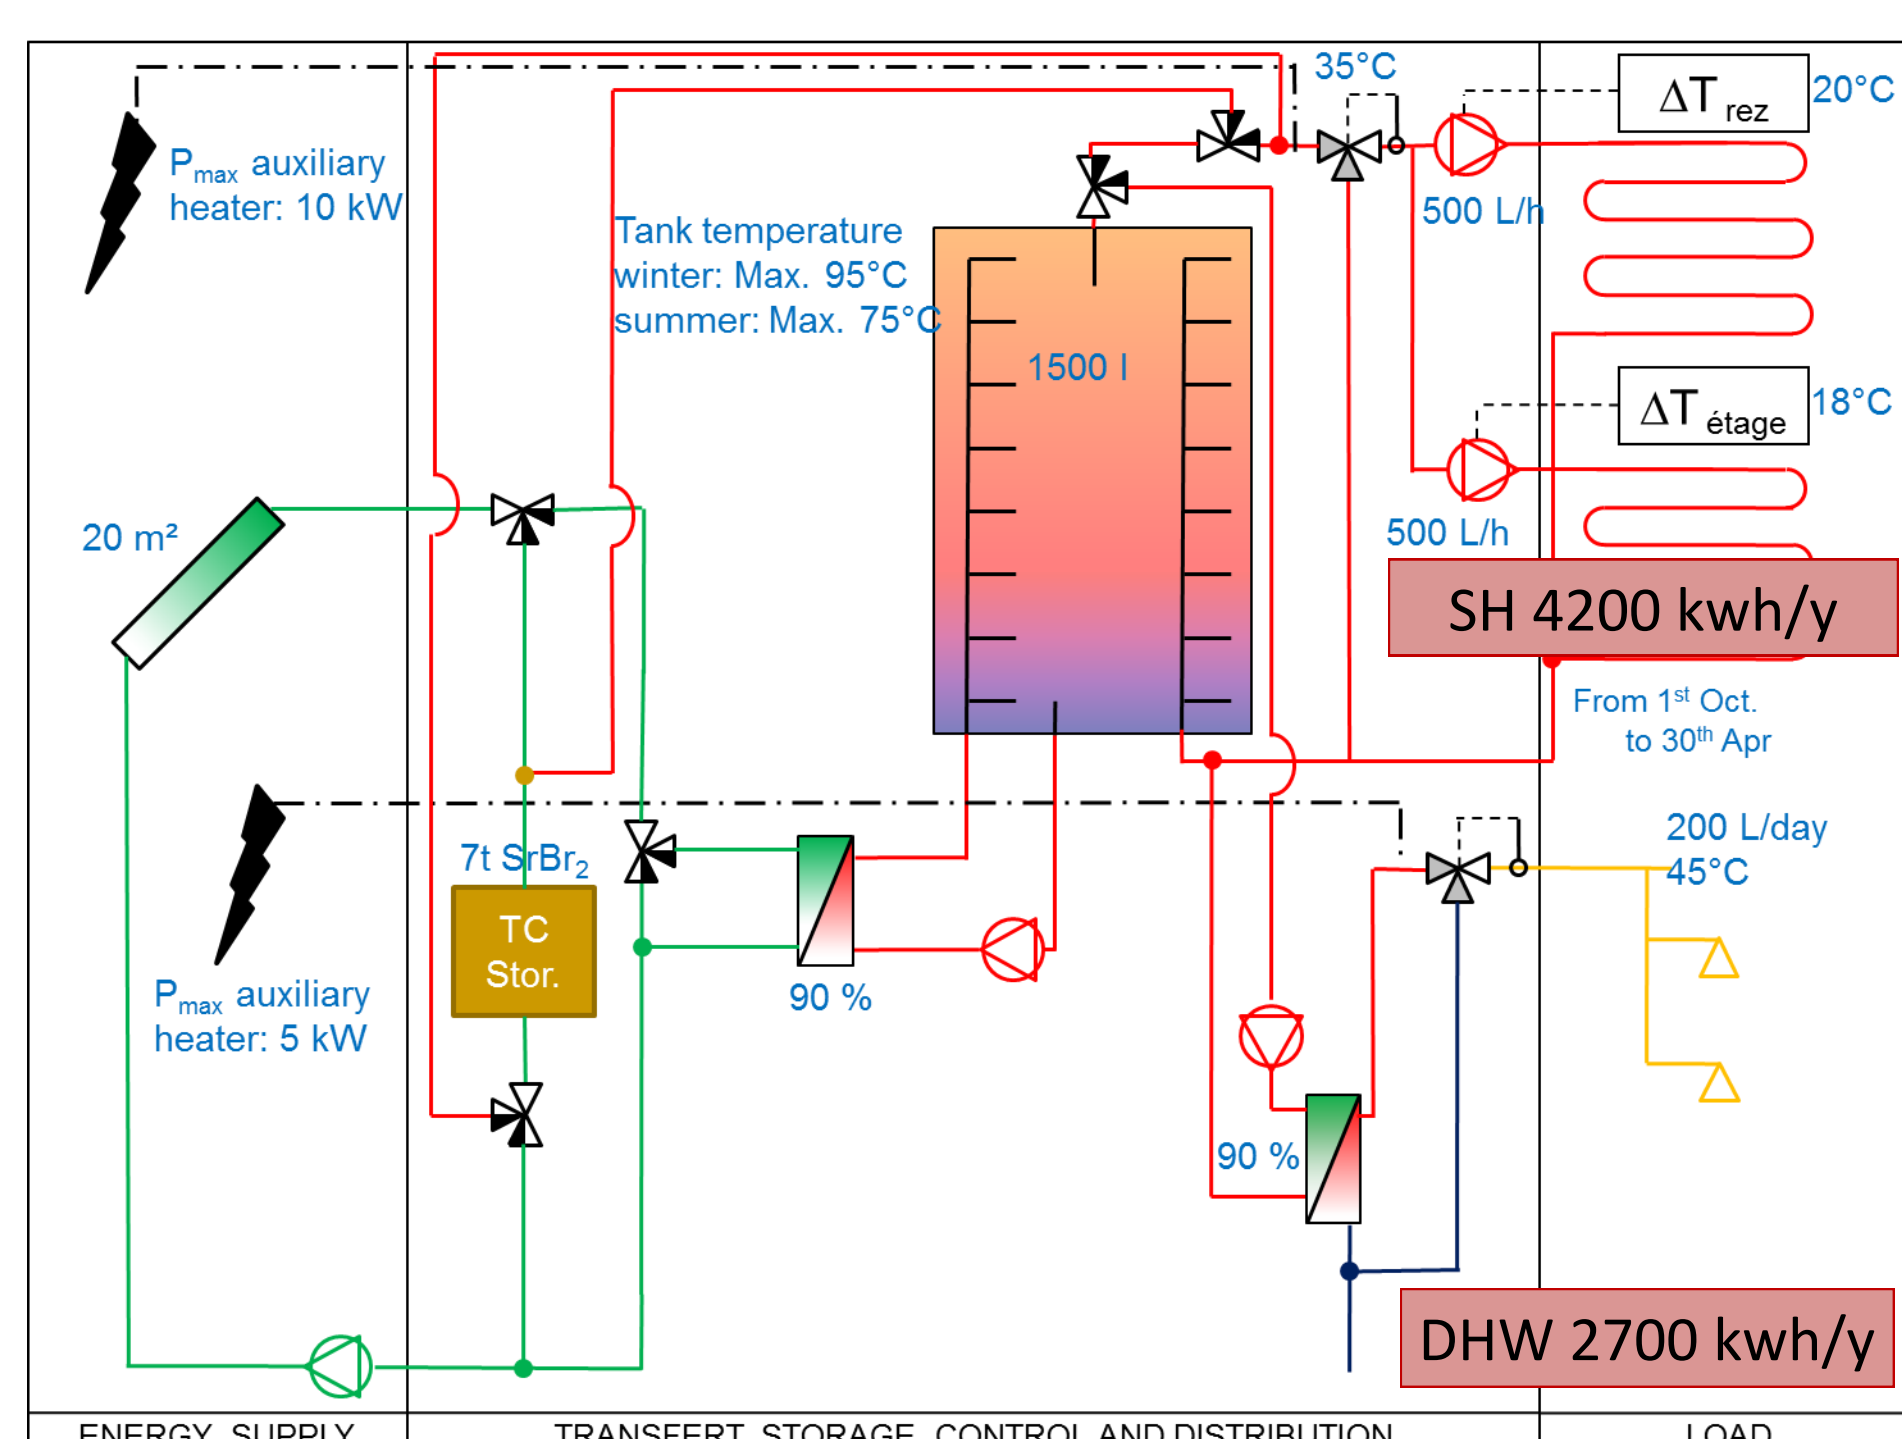 35°C
ΔT rez
20°C
Pmax auxiliary
heater: 10 kW
500 L/h
Tank temperature
winter: Max. 95°C
summer: Max. 75°C
1500 l
ΔT étage
18°C
20 m²
500 L/h
SH 4200 kwh/y
From 1st Oct.
to 30th Apr
7t SrBr2
200 L/day
45°C
TC
Stor.
Pmax auxiliary
heater: 5 kW
90 %
90 %
DHW 2700 kwh/y
ENERGY SUPPLY
TRANSFERT, STORAGE, CONTROL AND DISTRIBUTION
LOAD